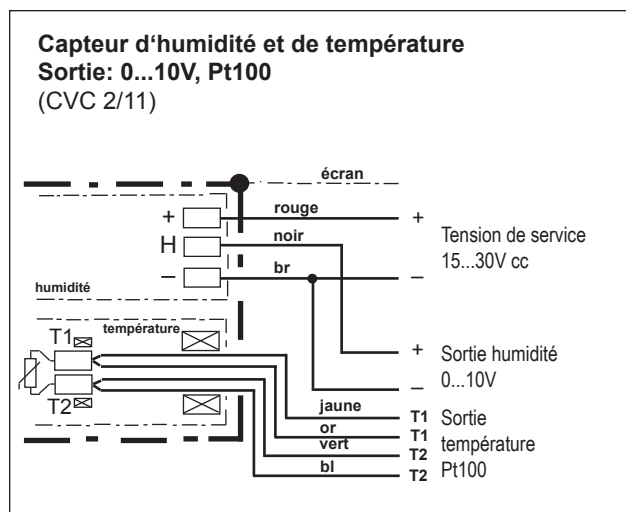 Capteur d‘humidité et de température
Sortie: 0...10V, Pt100
(CVC 2/11)
écran
+ rouge +
H noir
Tension de service
15...30V cc
– br –
humidité
température
T1
T2
+ Sortie humidité
– 0...10V
jaune T1 Sortie
or T1
vert T2 température
bl T2 Pt100